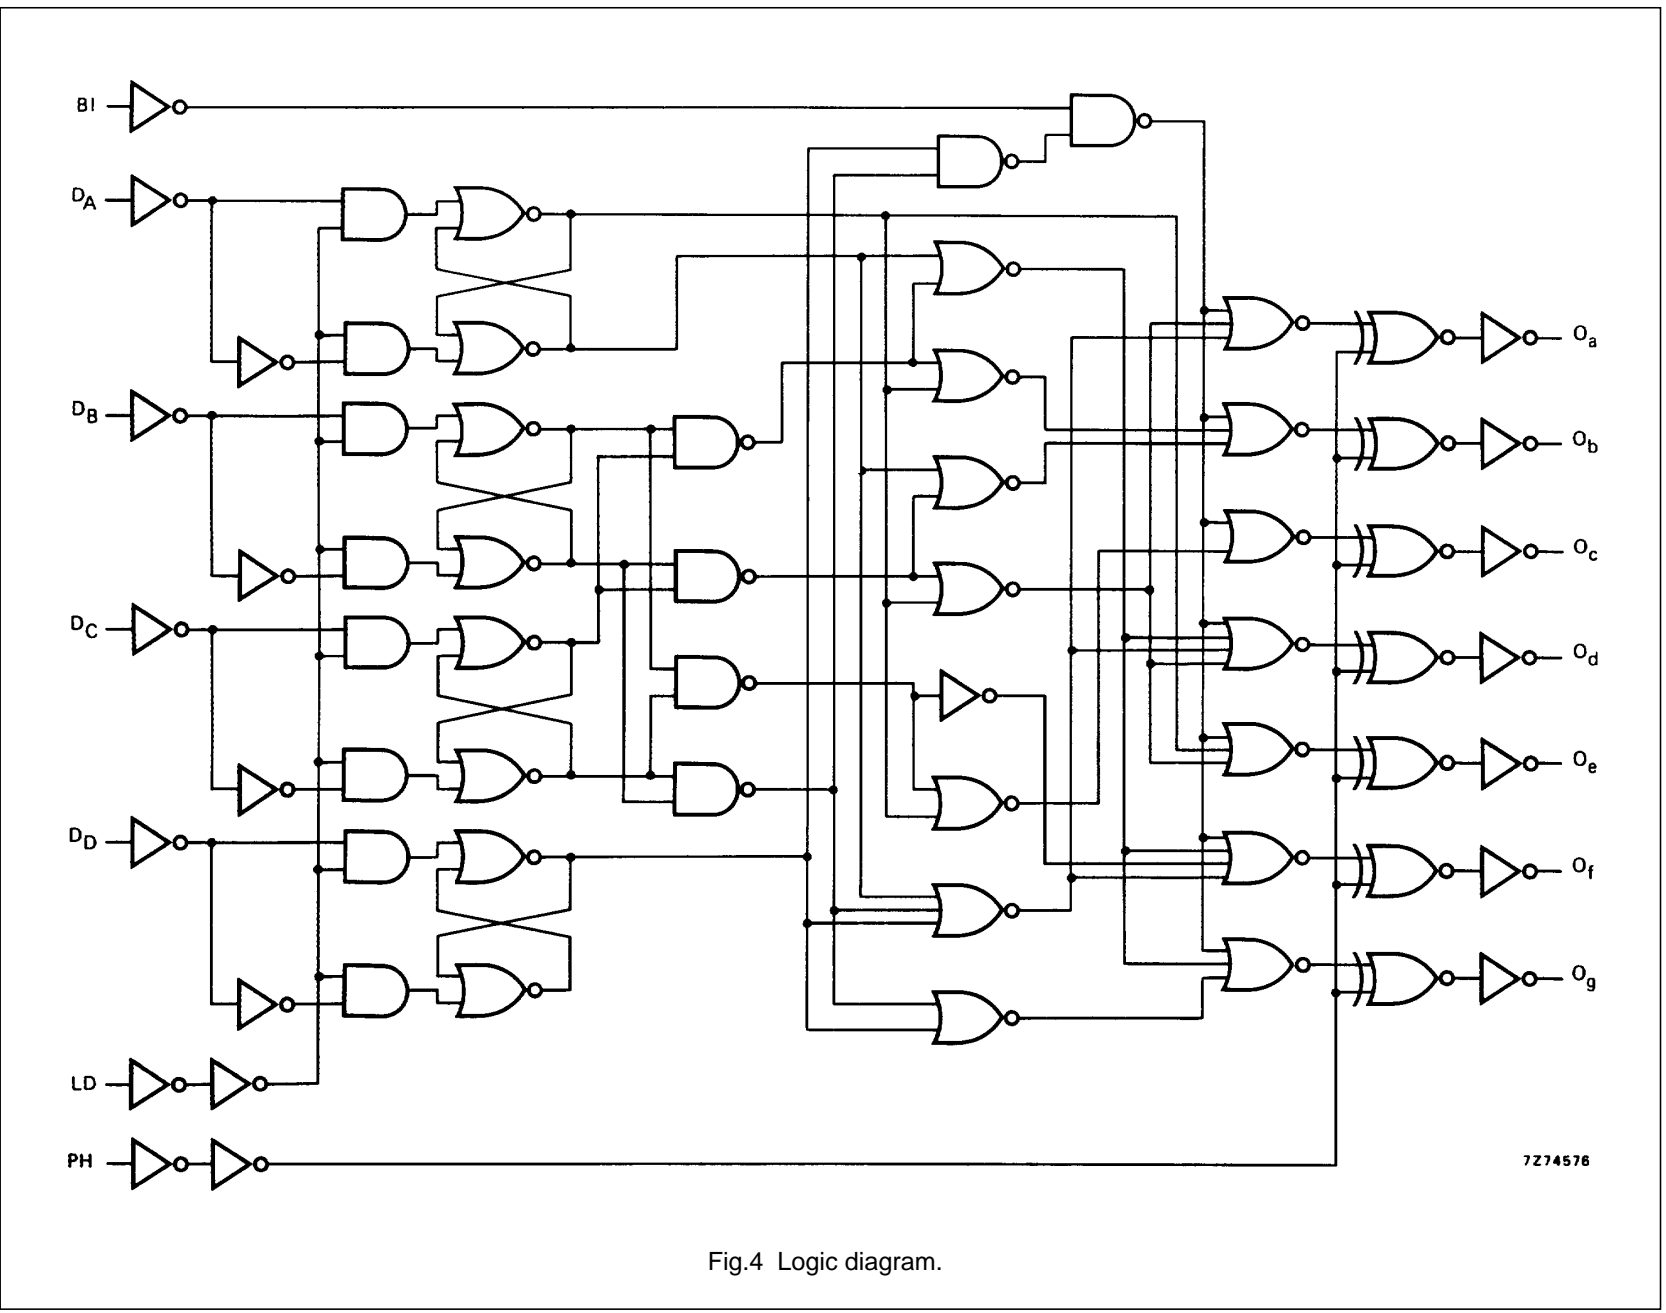 BI
DA
DB
DC
DD
LD
PH
Oa
Ob
Oc
Od
Oe
Of
Og
7Z74576
Fig.4 Logic diagram.